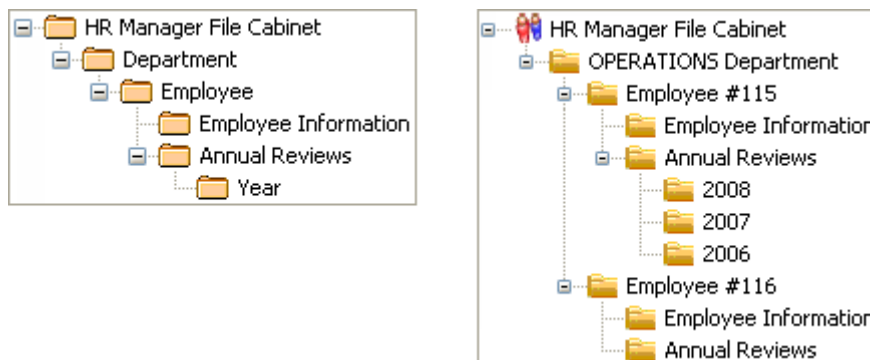 HR Manager File Cabinet
Department
Employee
Employee Information
Annual Reviews
Year
HR Manager File Cabinet
OPERATIONS Department
Employee #115
Employee Information
Annual Reviews
2008
2007
2006
Employee #116
Employee Information
Annual Reviews